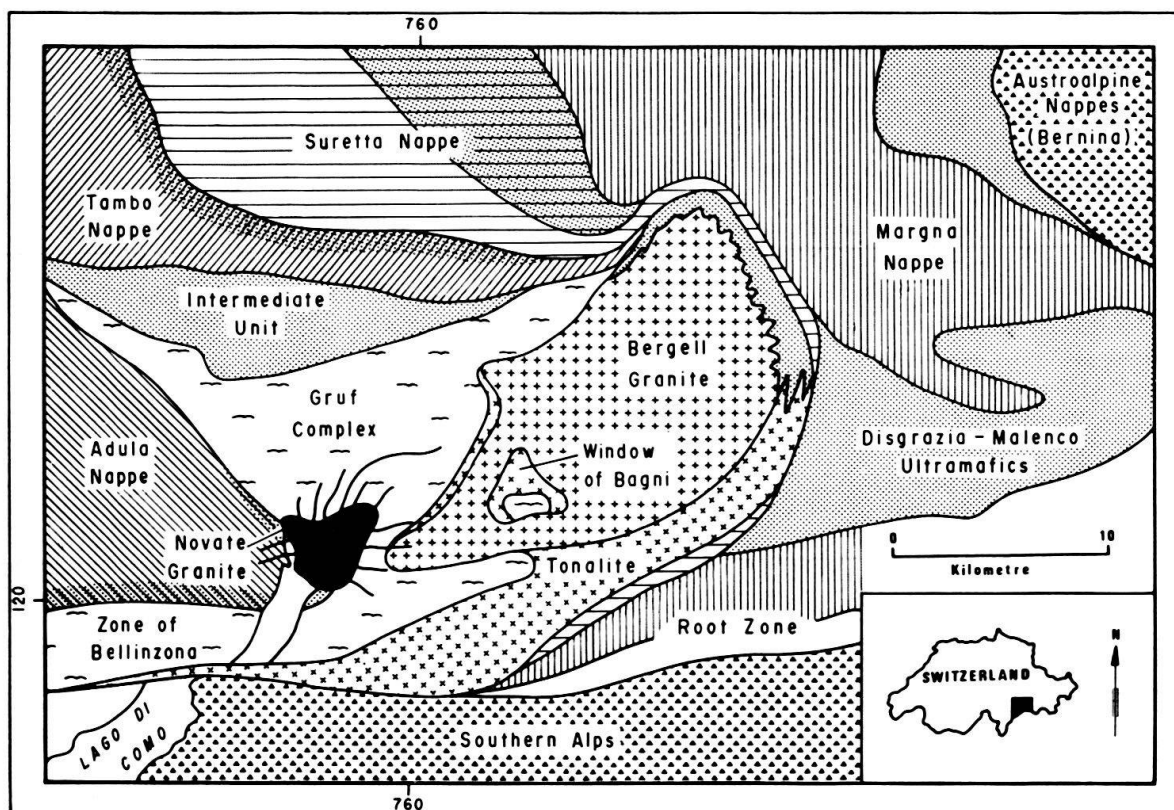 760
Austroalpine
Nappes
(Bernina)
Suretta Nappe
Tambo
Nappe
Margna
Nappe
Intermediate
Unit
Bergell
Granite
Gruf
Complex
Adula
Nappe
Window
of Bagni
Disgrazia – Malenco
Ultramafics
Novate
Granite
0 10
Kilometre
Tonalite
120
Zone of
Bellinzona
Root Zone
N
SWITZERLAND
LAGO DI
COMO
Southern Alps
760